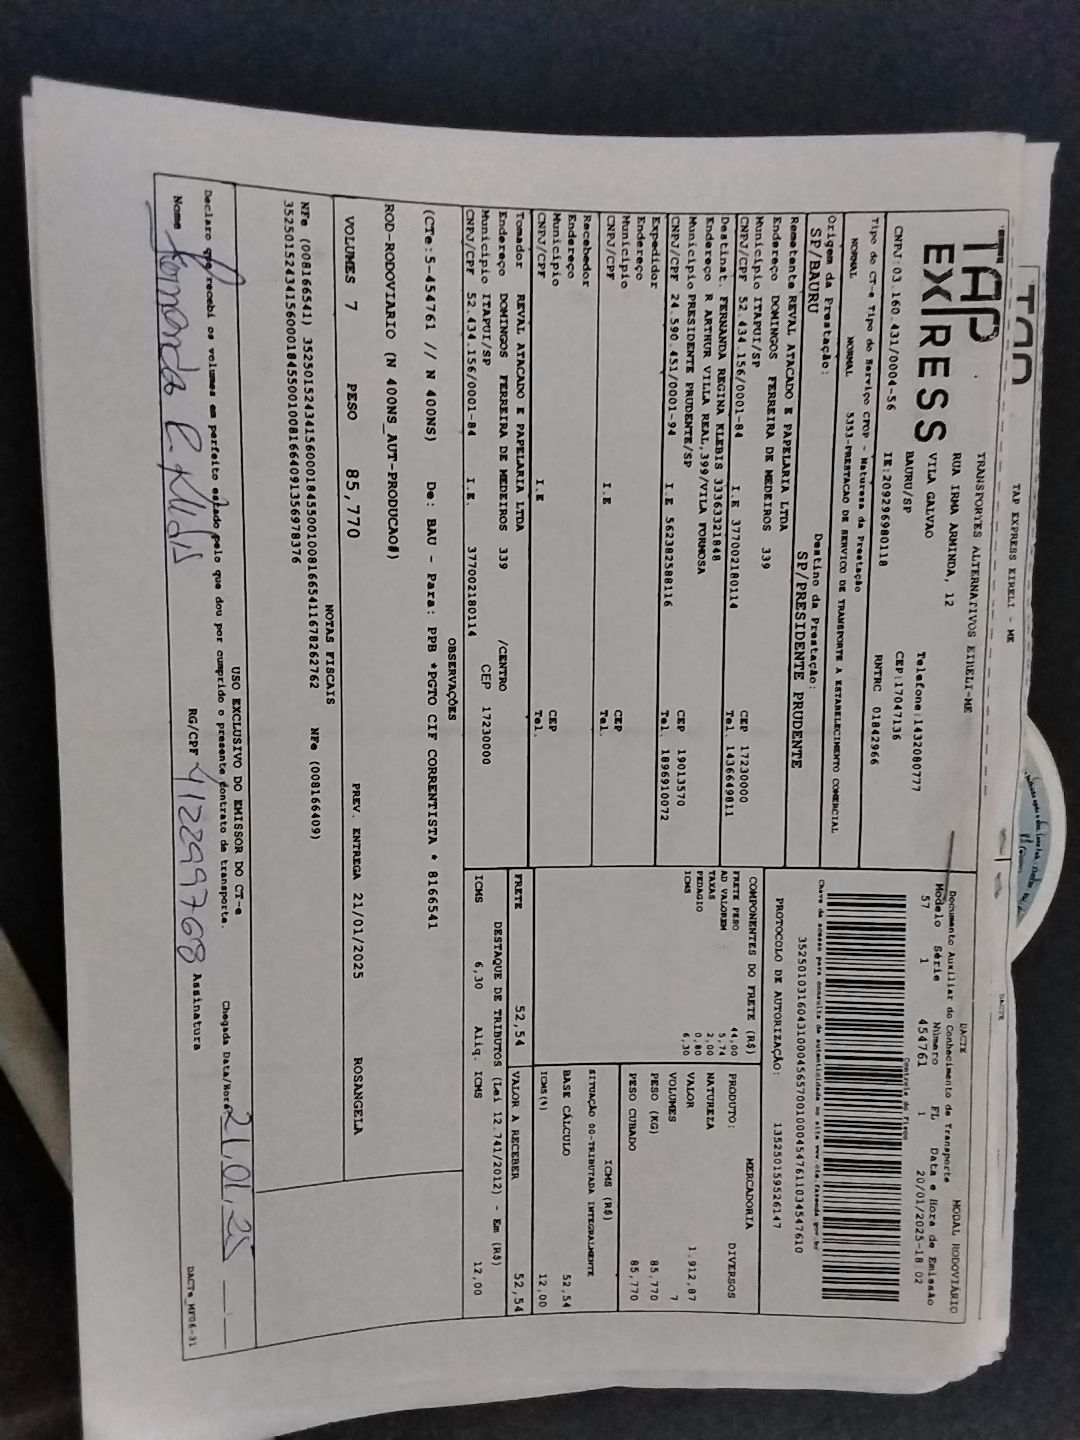 TAP EXPRESS EIRELI - ME
DACTE
TAP
EXPRESS
TRANSPORTES ALTERNATIVOS EIRELI-ME
RUA IRMA ARMINDA, 12
VILA GALVAO
BAURU/SP
Telefone:1432080777
CEP:17047136
CNPJ:03.160.431/0004-56 IE:209296980118 RNTRC 01842966
DACTE MODAL RODOVIÁRIO
Documento Auxiliar do Conhecimento de Transporte
Modelo Série Número FL Data e Hora de Emissão
57 1 454761 1 20/01/2025-18:02
Controle do Fisco
Chave de acesso para consulta de autenticidade no site www.cte.fazenda.gov.br
35250103160431000456570010004547611034547610
PROTOCOLO DE AUTORIZAÇÃO: 135250159526147
Tipo do CT-e Tipo do Serviço CFOP - Natureza da Prestação
NORMAL NORMAL 5353-PRESTACAO DE SERVICO DE TRANSPORTE A ESTABELECIMENTO COMERCIAL
Origem da Prestação: Destino da Prestação:
SP/BAURU SP/PRESIDENTE PRUDENTE
Remetente REVAL ATACADO E PAPELARIA LTDA
Endereço DOMINGOS FERREIRA DE MEDEIROS 339
Município ITAPUI/SP CEP 17230000
CNPJ/CPF 52.434.156/0001-84 I.E 377002180114 Tel. 1436649811
Destinat. FERNANDA REGINA KLEBIS 33363321848
Endereço R ARTHUR VILLA REAL,399/VILA FORMOSA
Município PRESIDENTE PRUDENTE/SP CEP 19013570
CNPJ/CPF 24.590.451/0001-94 I.E 562382588116 Tel. 1896910072
Expedidor
Endereço
Município CEP
CNPJ/CPF I.E Tel.
Recebedor
Endereço
Município CEP
CNPJ/CPF I.E Tel.
Tomador REVAL ATACADO E PAPELARIA LTDA
Endereço DOMINGOS FERREIRA DE MEDEIROS 339 /CENTRO
Município ITAPUI/SP CEP 17230000
CNPJ/CPF 52.434.156/0001-84 I.E. 377002180114
COMPONENTES DO FRETE (R$)
FRETE PESO 44,00
AD VALOREM 5,74
TAXAS 2,00
PEDAGIO 0,80
ICMS 6,30
MERCADORIA
PRODUTO: DIVERSOS
NATUREZA
VALOR 1.912,87
VOLUMES 7
PESO (KG) 85,770
PESO CUBADO 85,770
ICMS (R$)
SITUAÇÃO 00-TRIBUTADA INTEGRALMENTE
BASE CÁLCULO 52,54
ICMS(%) 12,00
FRETE 52,54 VALOR A RECEBER 52,54
DESTAQUE DE TRIBUTOS (Lei 12.741/2012) - Em (R$)
ICMS 6,30 Aliq. ICMS 12,00
OBSERVAÇÕES
(CTe:5-454761 // N 400NS) De: BAU - Para: PPB *PGTO CIF CORRENTISTA * 8166541
ROD-RODOVIARIO (N 400NS_AUT-PRODUCAO#)
VOLUMES 7 PESO 85,770 PREV. ENTREGA 21/01/2025 ROSANGELA
NOTAS FISCAIS
NFe (008166541) 35250152434156000184550010081665411678262762 NFe (008166409)
35250152434156000184550010081664091356978376
USO EXCLUSIVO DO EMISSOR DO CT-e
Declaro que recebi os volumes em perfeito estado pelo que dou por cumprido o presente contrato de transporte. Chegada Data/Hora 21,01,25
Nome Fernanda R. Klebis RG/CPF 412299768 Assinatura
DACTe_MF06-31